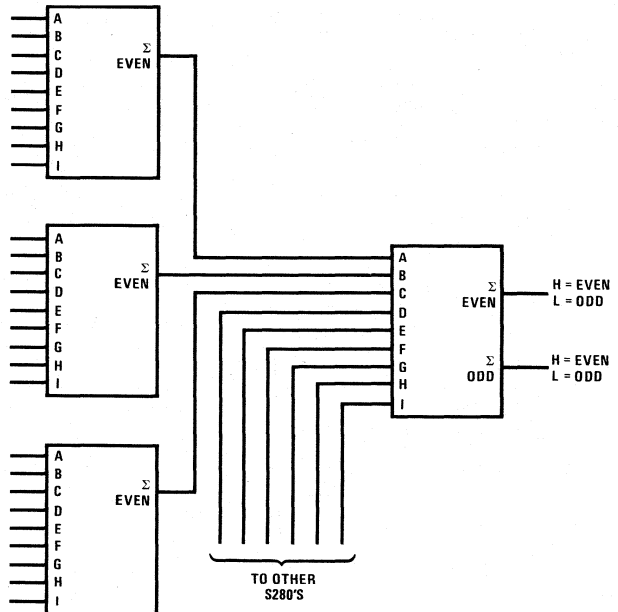 A
B
C
D
E
F
G
H
I
Σ
EVEN
A
B
C
D
E
F
G
H
I
Σ
EVEN
A
B
C
D
E
F
G
H
I
Σ
EVEN
A
B
C
D
E
F
G
H
I
Σ
EVEN
Σ
ODD
H = EVEN
L = ODD
H = EVEN
L = ODD
TO OTHER
S280'S